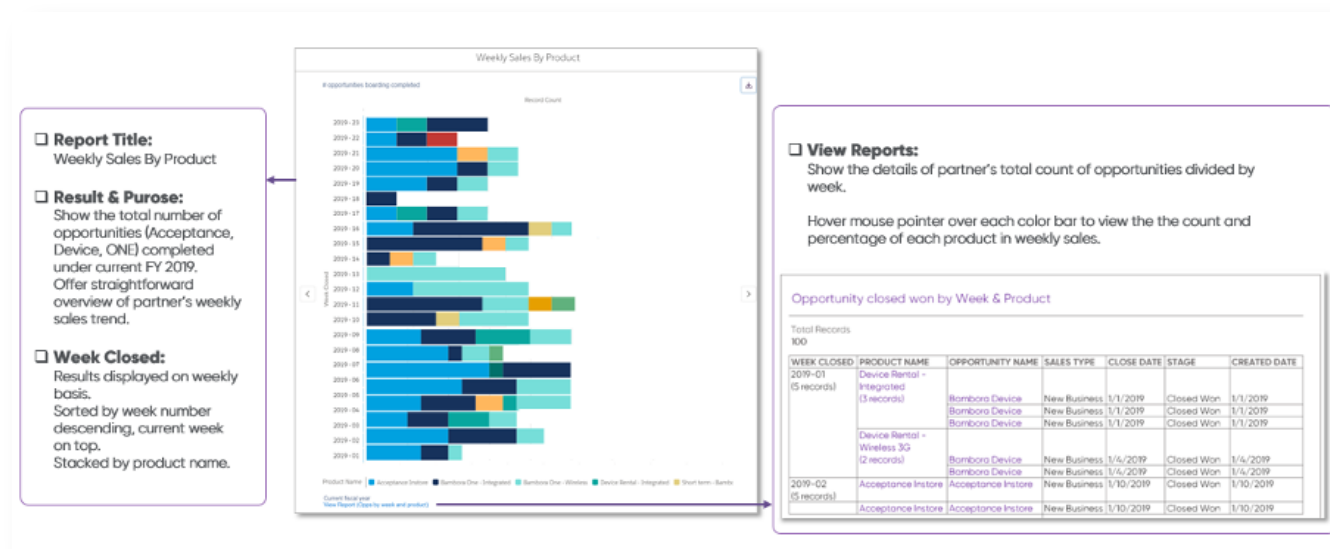 ❑ Report Title:
Weekly Sales By Product
❑ Result & Purose:
Show the total number of
opportunities (Acceptance,
Device, ONE) completed
under current FY 2019.
Offer straightforward
overview of partner's weekly
sales trend.
❑ Week Closed:
Results displayed on weekly
basis.
Sorted by week number
descending, current week
on top.
Stacked by product name.
Weekly Sales By Product
# opportunities boarding completed
Record Count
Week Closed
2019 - 23
2019 - 22
2019 - 21
2019 - 20
2019 - 19
2019 - 18
2019 - 17
2019 - 16
2019 - 15
2019 - 14
2019 - 13
2019 - 12
2019 - 11
2019 - 10
2019 - 09
2019 - 08
2019 - 07
2019 - 06
2019 - 05
2019 - 04
2019 - 03
2019 - 02
2019 - 01
Product Name Acceptance Instore Bambora One - Integrated Bambora One - Wireless Device Rental - Integrated Short term - Bambo
Current fiscal year
View Report (Opps by week and product)
❑ View Reports:
Show the details of partner's total count of opportunities divided by
week.
Hover mouse pointer over each color bar to view the the count and
percentage of each product in weekly sales.
Opportunity closed won by Week & Product
Total Records
100
WEEK CLOSED PRODUCT NAME OPPORTUNITY NAME SALES TYPE CLOSE DATE STAGE CREATED DATE
2019-01 Device Rental -
(5 records) Integrated
(3 records) Bambora Device New Business 1/1/2019 Closed Won 1/1/2019
Bambora Device New Business 1/1/2019 Closed Won 1/1/2019
Bambora Device New Business 1/1/2019 Closed Won 1/1/2019
Device Rental -
Wireless 3G
(2 records) Bambora Device New Business 1/4/2019 Closed Won 1/4/2019
Bambora Device New Business 1/4/2019 Closed Won 1/4/2019
2019-02 Acceptance Instore Acceptance Instore New Business 1/10/2019 Closed Won 1/10/2019
(5 records)
Acceptance Instore Acceptance Instore New Business 1/10/2019 Closed Won 1/10/2019